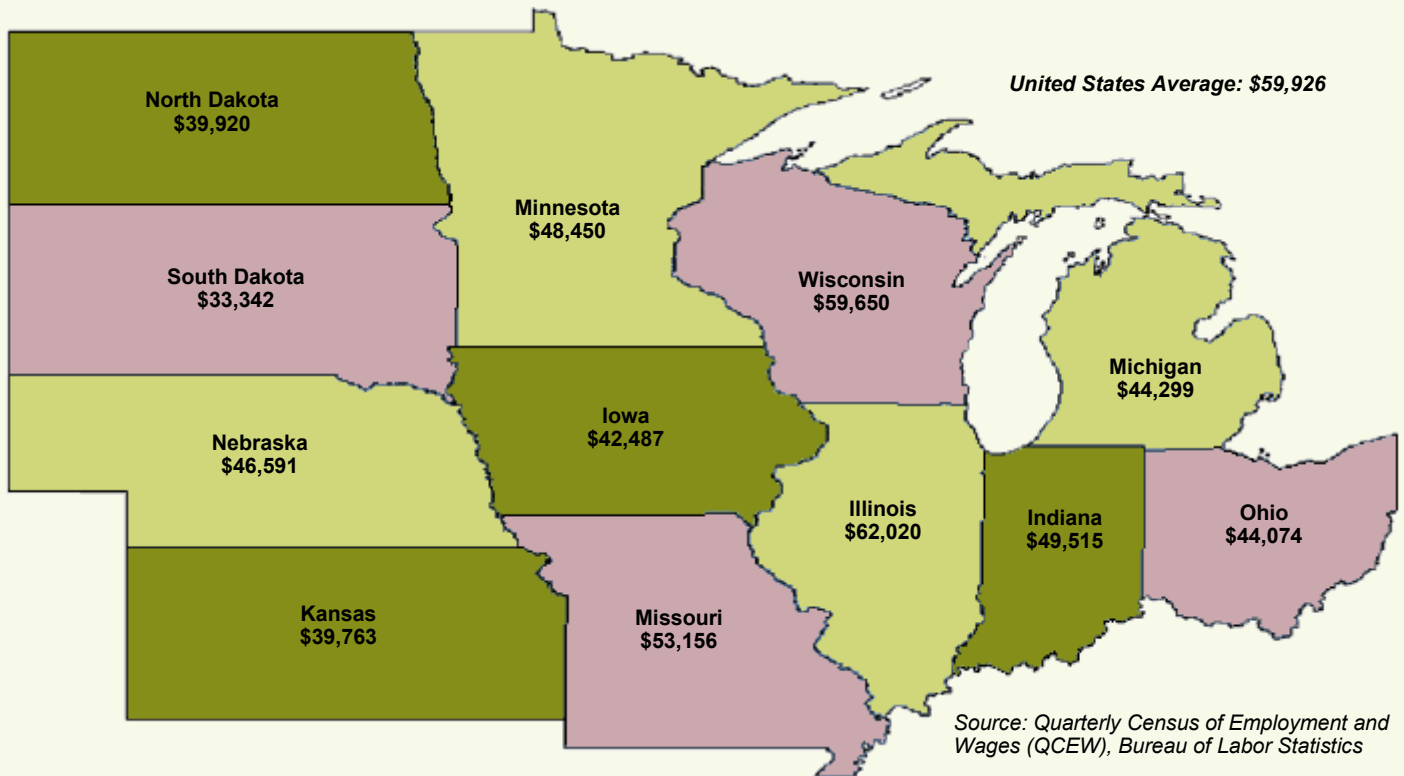 United States Average: $59,926
North Dakota
$39,920
Minnesota
$48,450
South Dakota
$33,342
Wisconsin
$59,650
Michigan
$44,299
Nebraska
$46,591
Iowa
$42,487
Illinois
$62,020
Indiana
$49,515
Ohio
$44,074
Kansas
$39,763
Missouri
$53,156
Source: Quarterly Census of Employment and
Wages (QCEW), Bureau of Labor Statistics